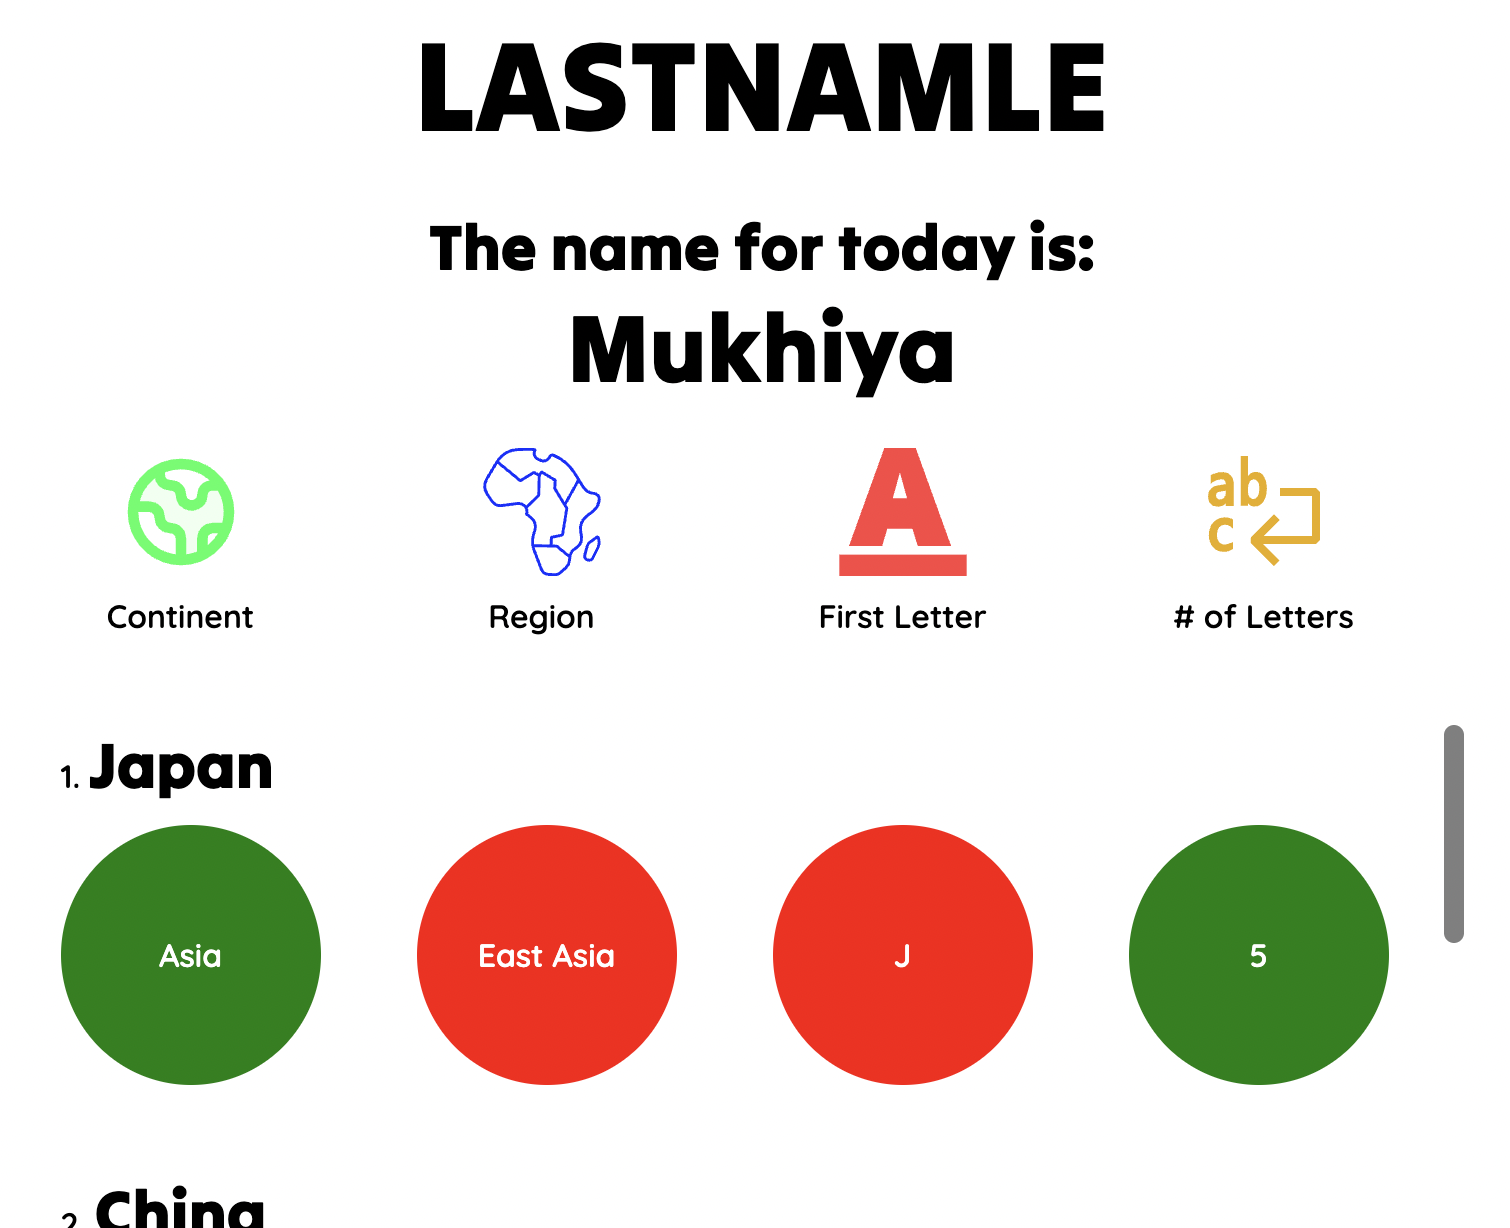 LASTNAMLE
The name for today is:
Mukhiya
Continent Region First Letter # of Letters
1. Japan
Asia East Asia J 5
2. China